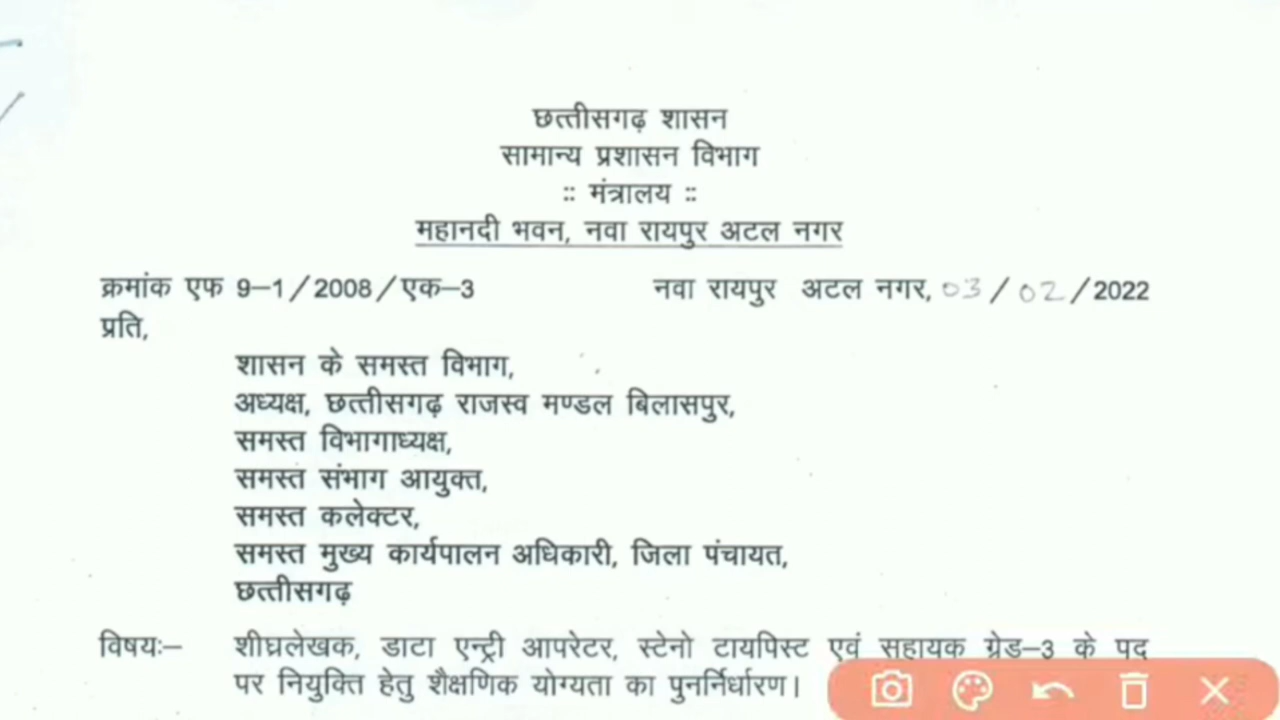 छत्तीसगढ़ शासन
सामान्य प्रशासन विभाग
:: मंत्रालय ::
महानदी भवन, नवा रायपुर अटल नगर
क्रमांक एफ 9–1/2008/एक–3 नवा रायपुर अटल नगर, 03/02/2022
प्रति,
शासन के समस्त विभाग,
अध्यक्ष, छत्तीसगढ़ राजस्व मण्डल बिलासपुर,
समस्त विभागाध्यक्ष,
समस्त संभाग आयुक्त,
समस्त कलेक्टर,
समस्त मुख्य कार्यपालन अधिकारी, जिला पंचायत,
छत्तीसगढ़
विषयः– शीघ्रलेखक, डाटा एन्ट्री आपरेटर, स्टेनो टायपिस्ट एवं सहायक ग्रेड–3 के पद
पर नियुक्ति हेतु शैक्षणिक योग्यता का पुनर्निर्धारण।